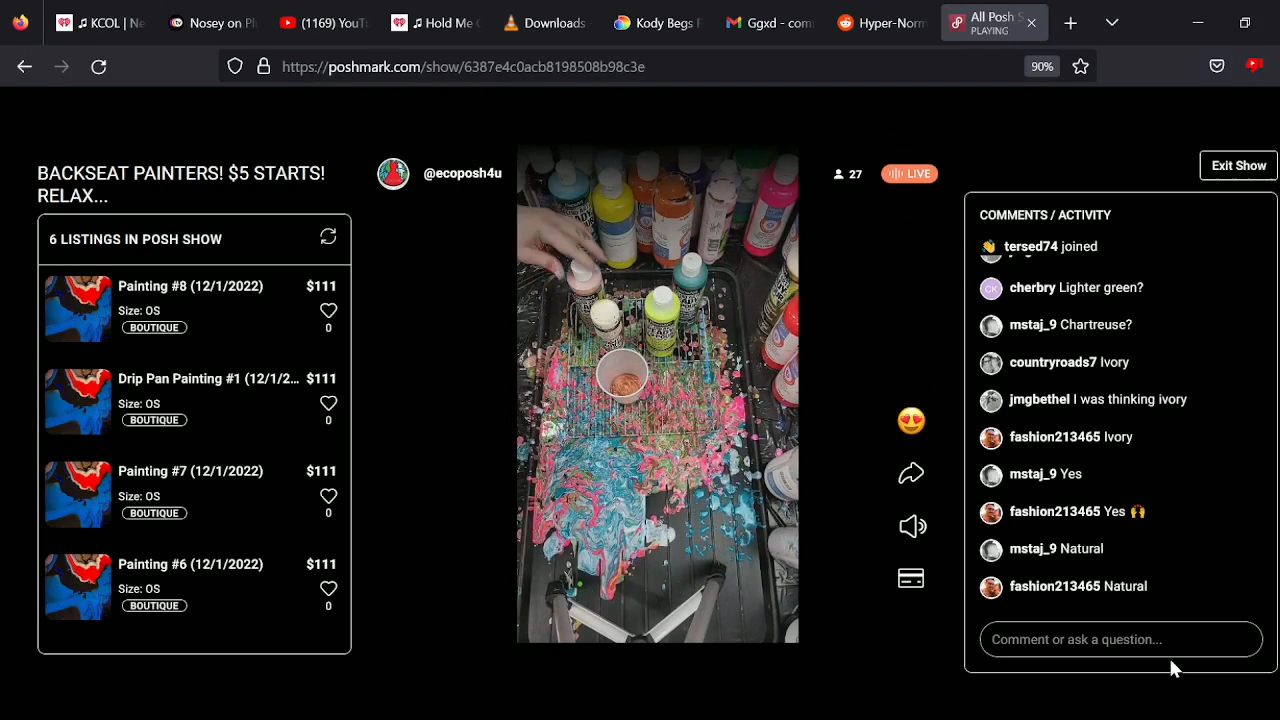 KCOL | Ne
Nosey on Pl
(1169) YouTu
Hold Me C
Downloads
Kody Begs F
Ggxd - com
Hyper-Norm
All Posh S
PLAYING
https://poshmark.com/show/6387e4c0acb8198508b98c3e
90%
BACKSEAT PAINTERS! $5 STARTS!
RELAX...
6 LISTINGS IN POSH SHOW
Painting #8 (12/1/2022) $111
Size: OS
BOUTIQUE
0
Drip Pan Painting #1 (12/1/2... $111
Size: OS
BOUTIQUE
0
Painting #7 (12/1/2022) $111
Size: OS
BOUTIQUE
0
Painting #6 (12/1/2022) $111
Size: OS
BOUTIQUE
0
@ecoposh4u
27
LIVE
Exit Show
COMMENTS / ACTIVITY
tersed74 joined
CK
cherbry Lighter green?
mstaj_9 Chartreuse?
countryroads7 Ivory
jmgbethel I was thinking ivory
fashion213465 Ivory
mstaj_9 Yes
fashion213465 Yes 🙌
mstaj_9 Natural
fashion213465 Natural
Comment or ask a question...